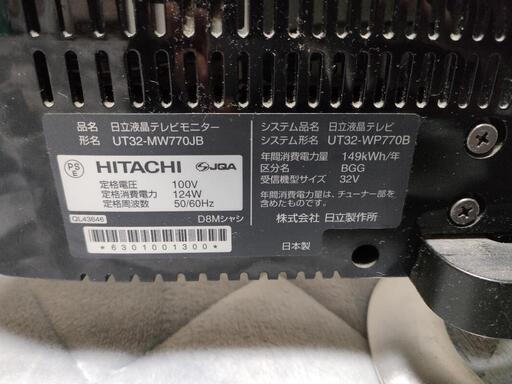 品名 日立液晶テレビモニター
形名 UT32-MW770JB
PS
E
HITACHI JQA
定格電圧 100V
定格消費電力 124W
定格周波数 50/60Hz
QL43646 D8Mシャシ
*6301001300*
システム品名 日立液晶テレビ
システム形名 UT32-WP770B
年間消費電力量 149kWh/年
区分名 BGG
受信機型サイズ 32V
年間消費電力量は、チューナー部を
含めたものです。
株式会社 日立製作所
日本製